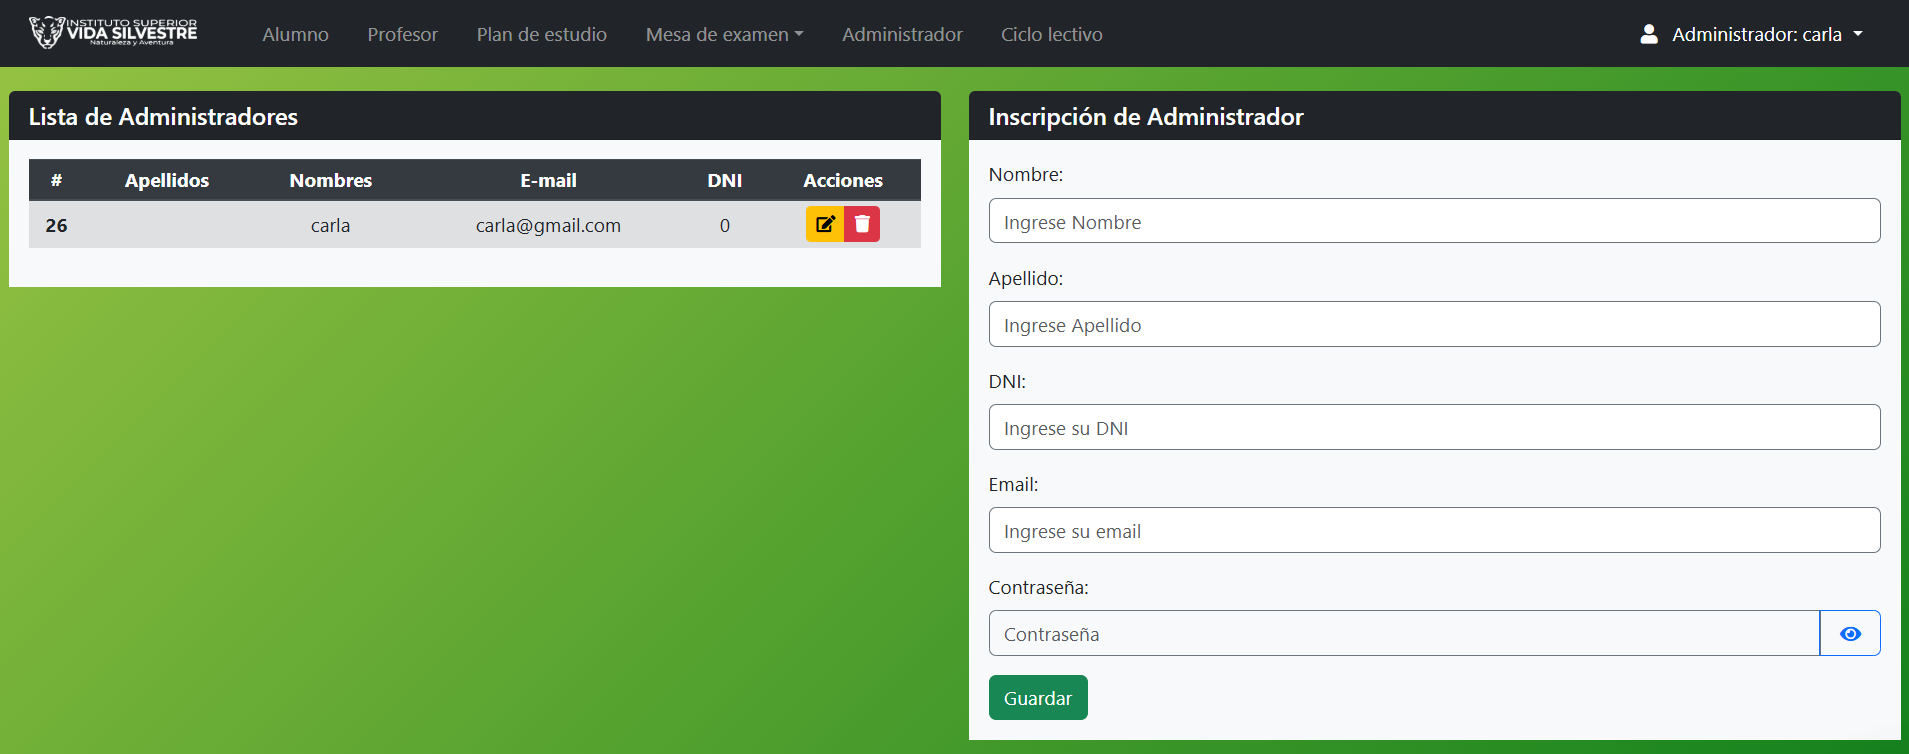 INSTITUTO SUPERIOR
VIDA SILVESTRE
Naturaleza y Aventura
Alumno Profesor Plan de estudio Mesa de examen Administrador Ciclo lectivo
Administrador: carla
Lista de Administradores
# Apellidos Nombres E-mail DNI Acciones
26 carla carla@gmail.com 0
Inscripción de Administrador
Nombre:
Ingrese Nombre
Apellido:
Ingrese Apellido
DNI:
Ingrese su DNI
Email:
Ingrese su email
Contraseña:
Contraseña
Guardar